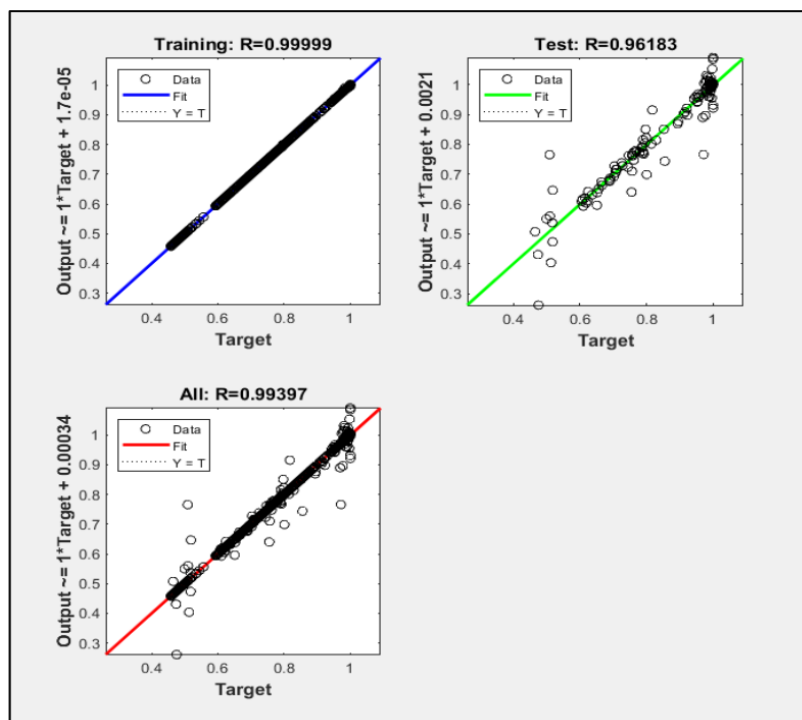 Training: R=0.99999
Output ~= 1*Target + 1.7e-05
Data
Fit
Y = T
1
0.9
0.8
0.7
0.6
0.5
0.4
0.3
0.4
0.6
0.8
1
Target
Test: R=0.96183
Output ~= 1*Target + 0.0021
Data
Fit
Y = T
1
0.9
0.8
0.7
0.6
0.5
0.4
0.3
0.4
0.6
0.8
1
Target
All: R=0.99397
Output ~= 1*Target + 0.00034
Data
Fit
Y = T
1
0.9
0.8
0.7
0.6
0.5
0.4
0.3
0.4
0.6
0.8
1
Target